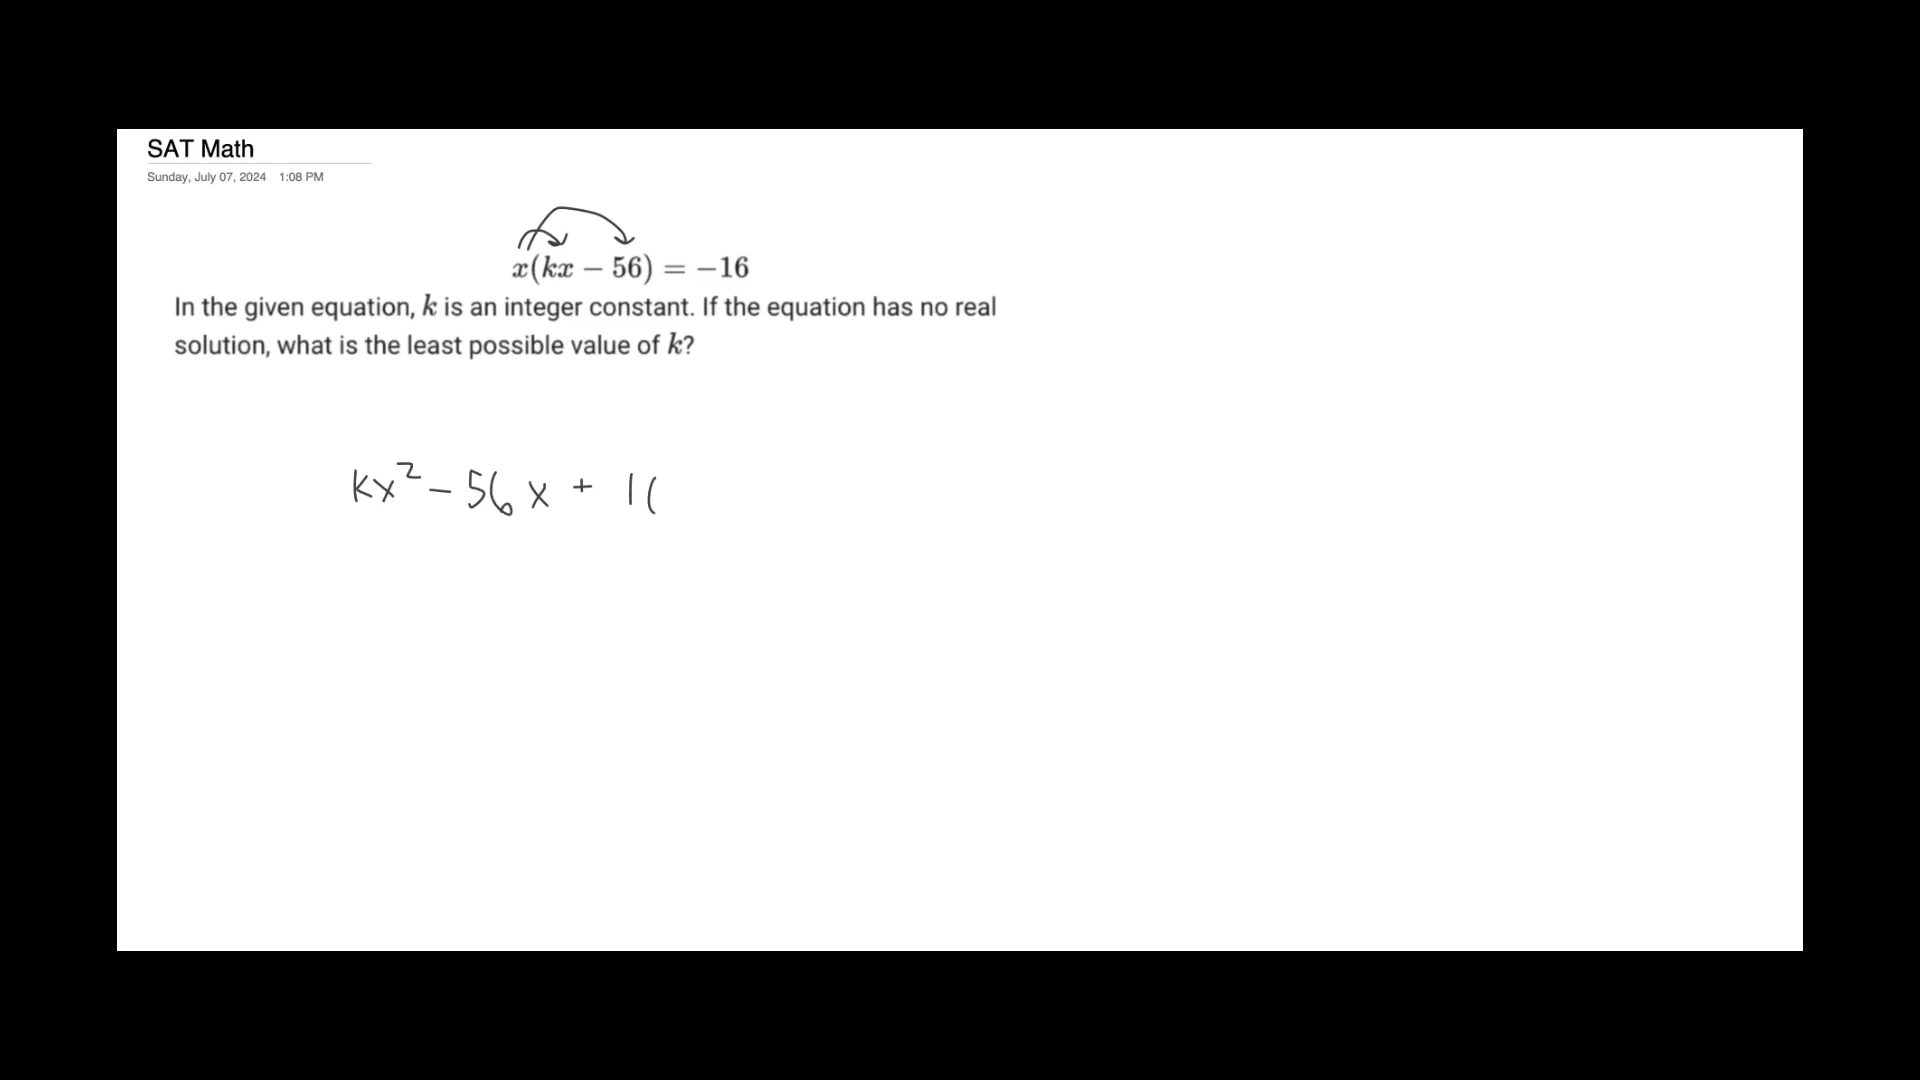 SAT Math
Sunday, July 07, 2024 1:08 PM
x(kx − 56) = −16
In the given equation, k is an integer constant. If the equation has no real
solution, what is the least possible value of k?
kx² − 56x + 1(